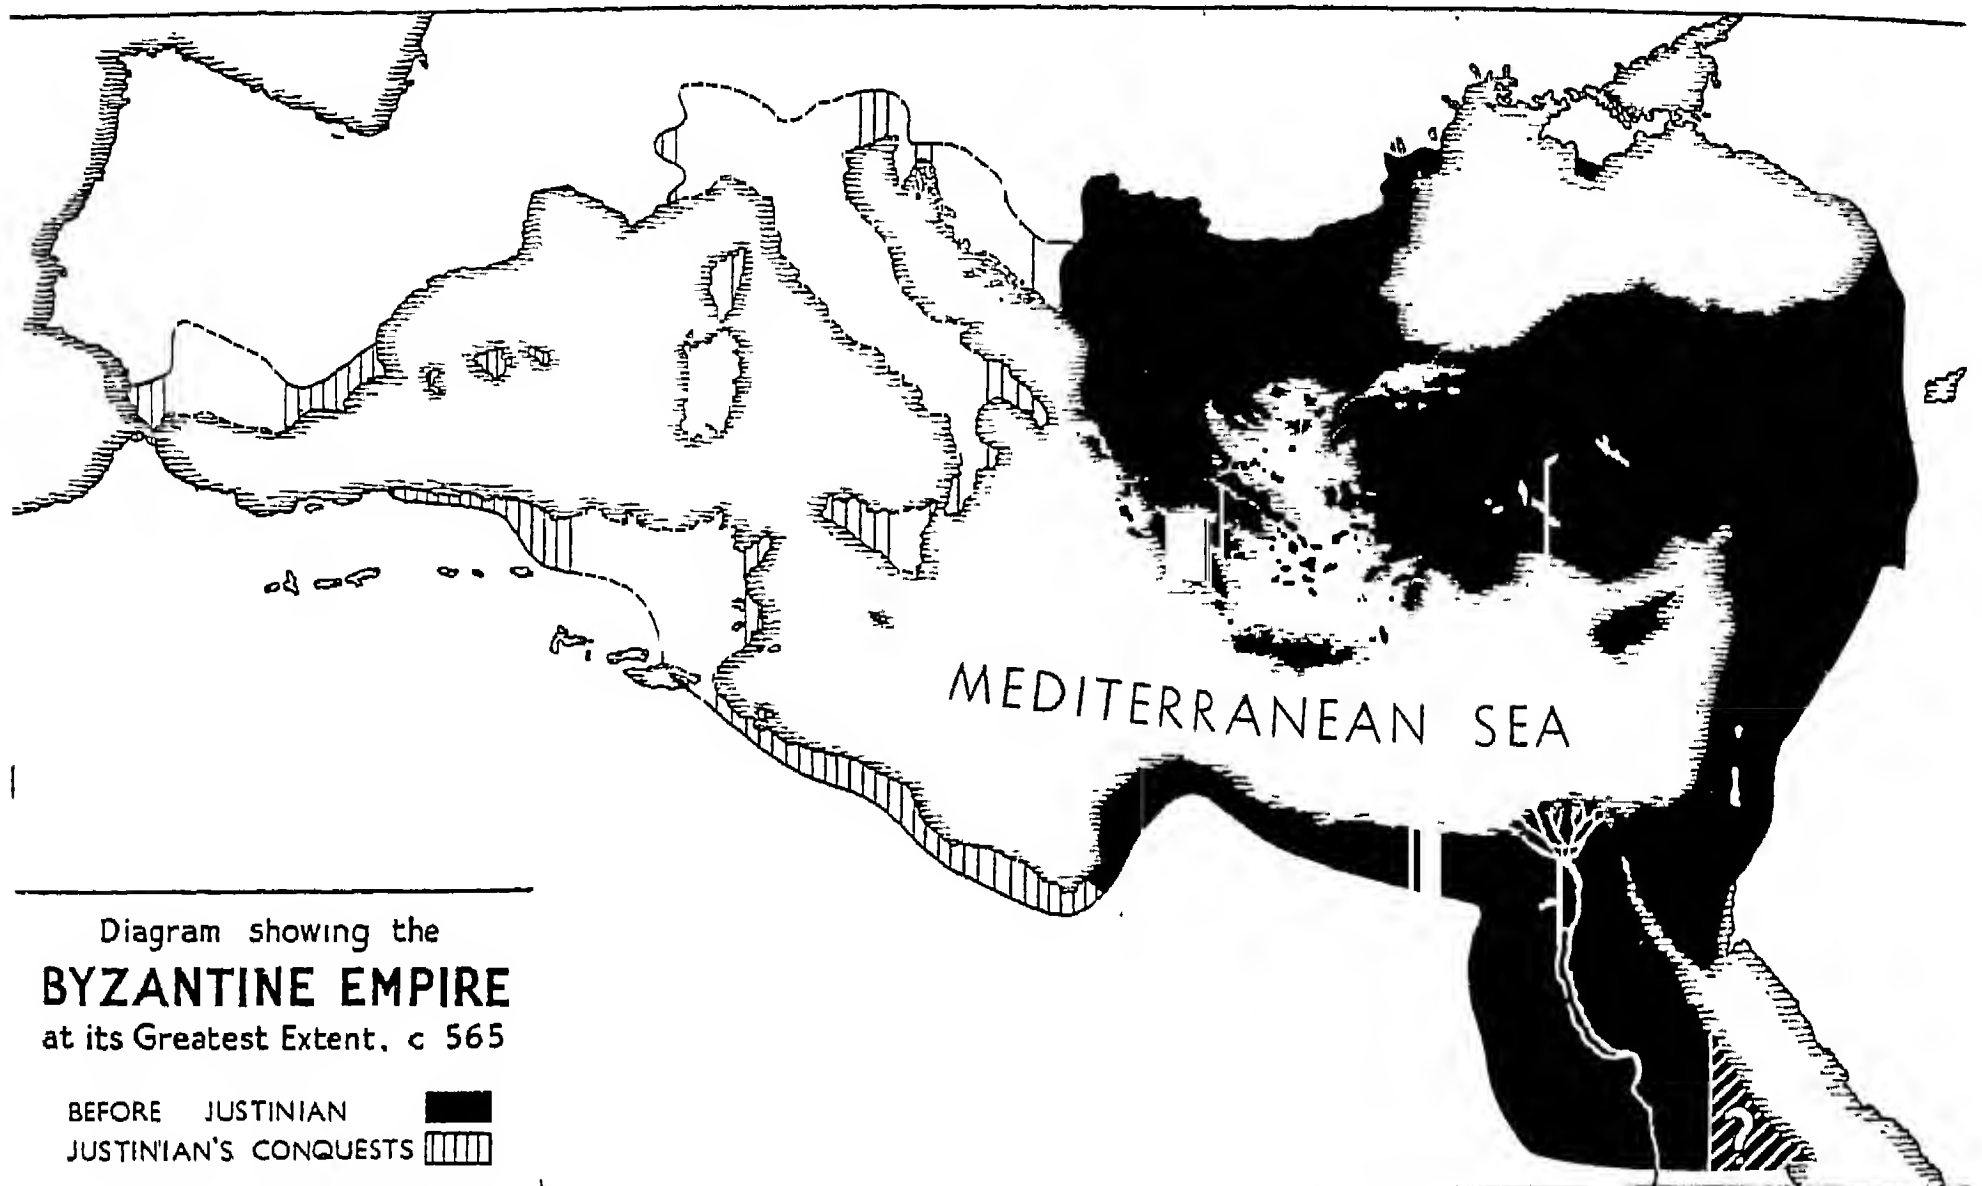 MEDITERRANEAN SEA
Diagram showing the
BYZANTINE EMPIRE
at its Greatest Extent. c 565
BEFORE JUSTINIAN
JUSTINIAN'S CONQUESTS
?